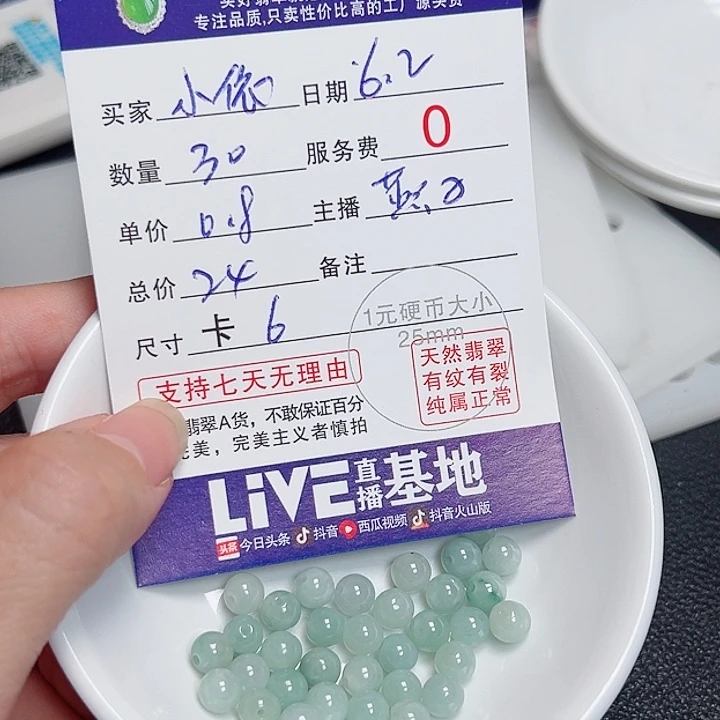 专注品质,只卖性价比高的工厂源头货
买家 小依 日期 6.2
数量 30 服务费 0
单价 0.8 主播
总价 24 备注
尺寸 卡 6
1元硬币大小
25mm
支持七天无理由
天然翡翠
有纹有裂
纯属正常
翡翠A货，不敢保证百分
完美，完美主义者慎拍
LiVE直播基地
头条 今日头条 抖音 西瓜视频 抖音火山版